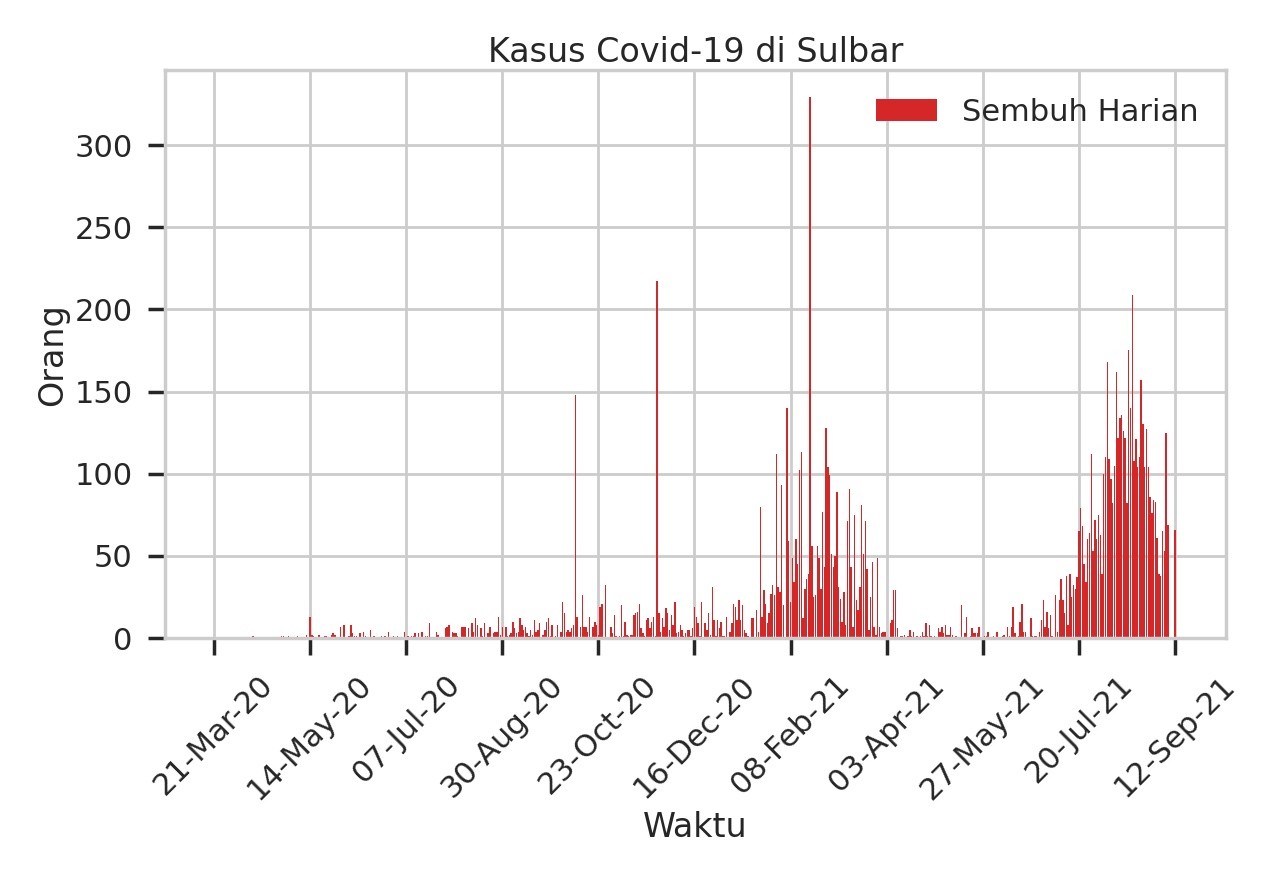 Kasus Covid-19 di Sulbar
Sembuh Harian
Orang
300
250
200
150
100
50
0
21-Mar-20
14-May-20
07-Jul-20
30-Aug-20
23-Oct-20
16-Dec-20
08-Feb-21
03-Apr-21
27-May-21
20-Jul-21
12-Sep-21
Waktu